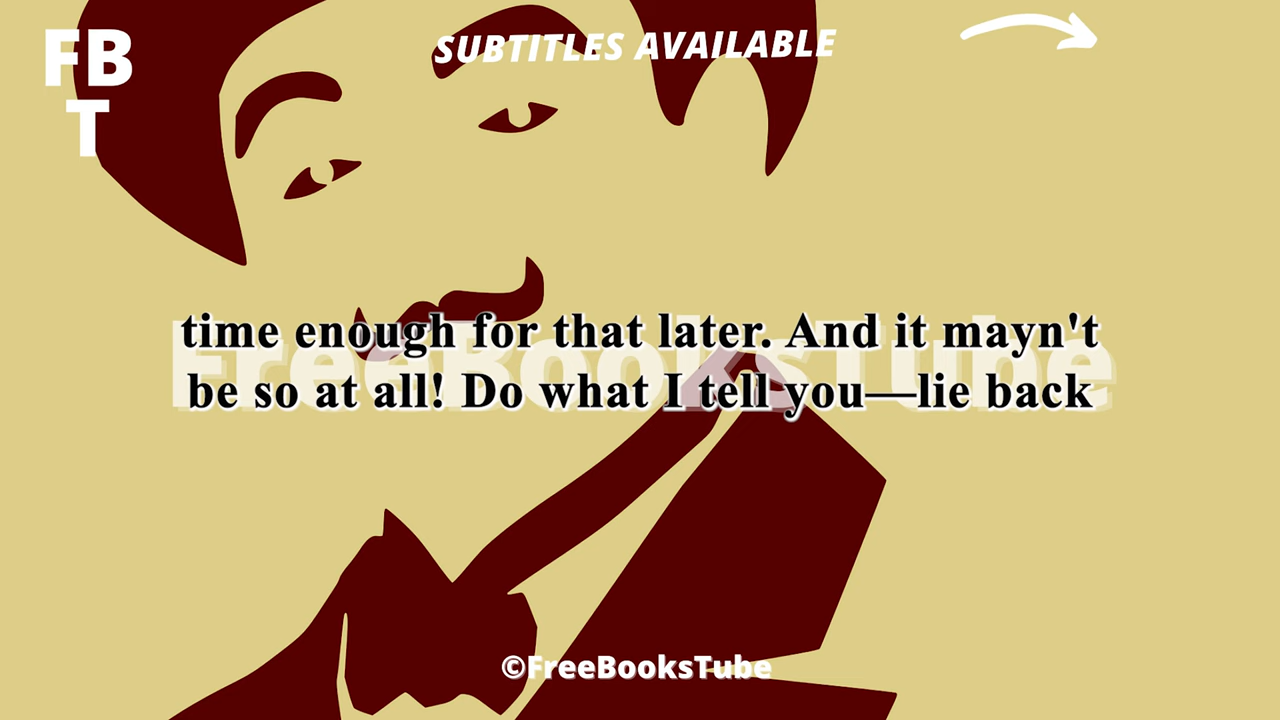 FB
T
SUBTITLES AVAILABLE
time enough for that later. And it mayn't
be so at all! Do what I tell you—lie back
FreeBooksTube
©FreeBooksTube